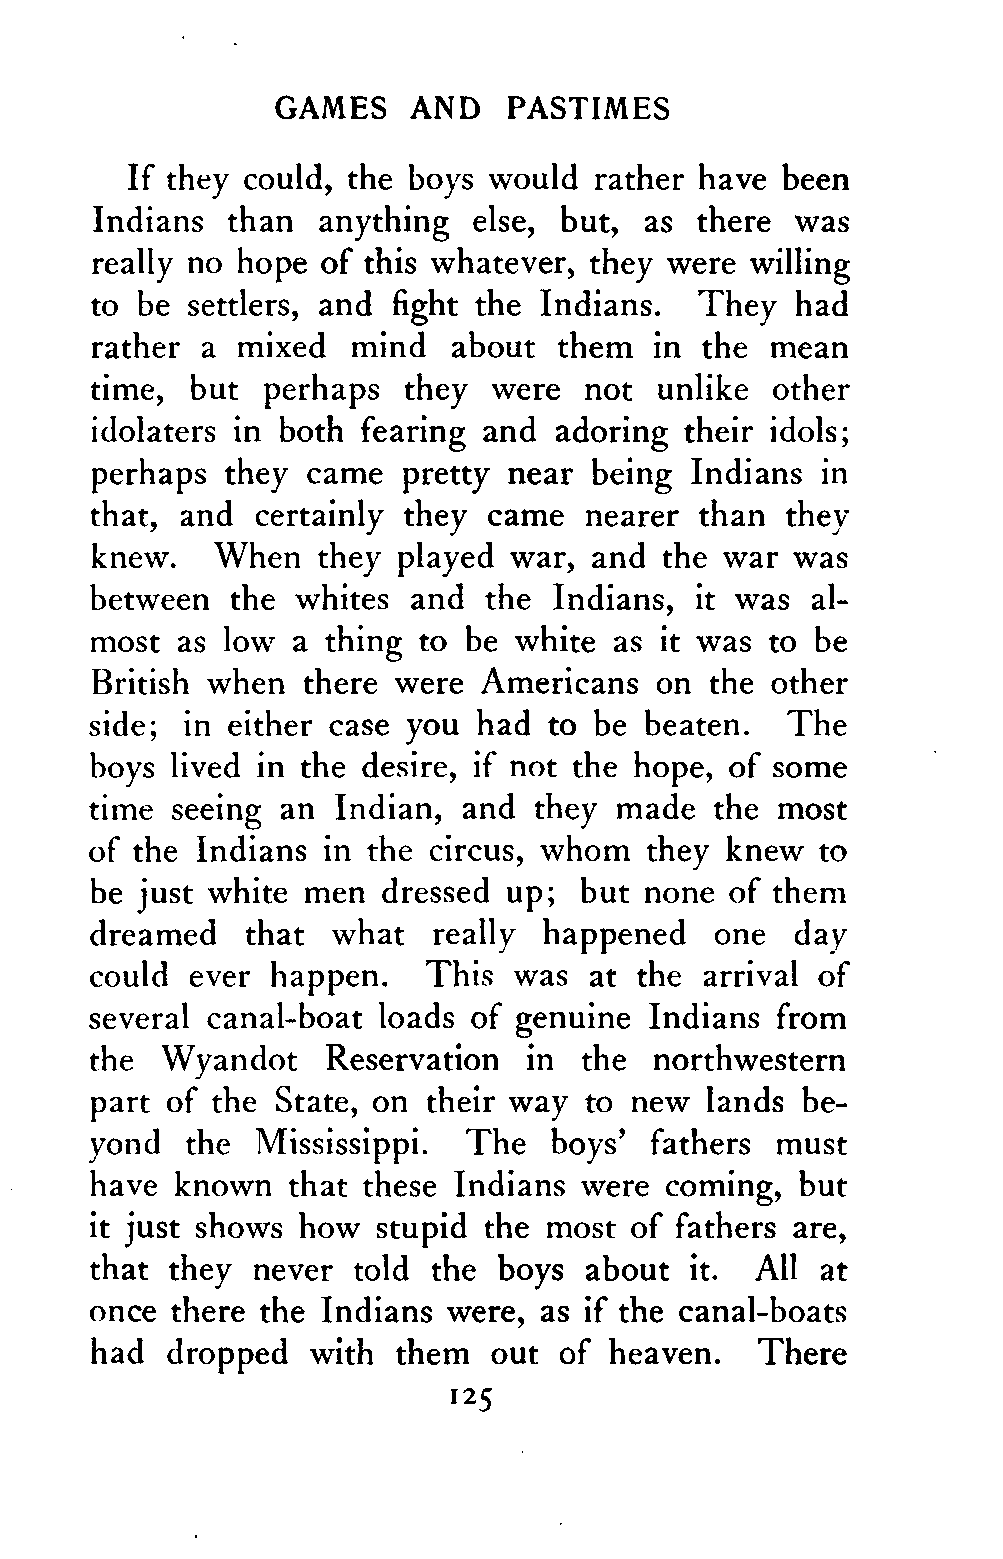 GAMES AND PASTIMES
If they could, the boys would rather have been
Indians than anything else, but, as there was
really no hope of this whatever, they were willing
to be settlers, and fight the Indians. They had
rather a mixed mind about them in the mean
time, but perhaps they were not unlike other
idolaters in both fearing and adoring their idols;
perhaps they came pretty near being Indians in
that, and certainly they came nearer than they
knew. When they played war, and the war was
between the whites and the Indians, it was al-
most as low a thing to be white as it was to be
British when there were Americans on the other
side; in either case you had to be beaten. The
boys lived in the desire, if not the hope, of some
time seeing an Indian, and they made the most
of the Indians in the circus, whom they knew to
be just white men dressed up; but none of them
dreamed that what really happened one day
could ever happen. This was at the arrival of
several canal-boat loads of genuine Indians from
the Wyandot Reservation in the northwestern
part of the State, on their way to new lands be-
yond the Mississippi. The boys' fathers must
have known that these Indians were coming, but
it just shows how stupid the most of fathers are,
that they never told the boys about it. All at
once there the Indians were, as if the canal-boats
had dropped with them out of heaven. There
125